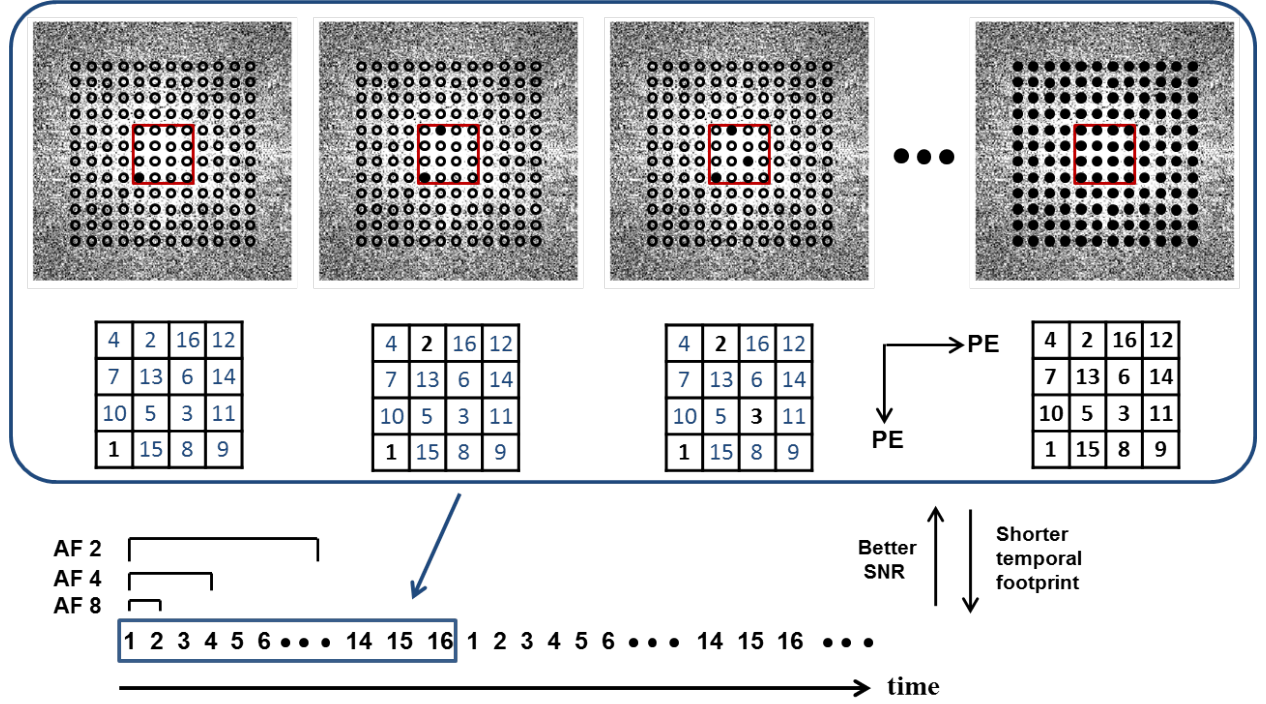 4 2 16 12
7 13 6 14
10 5 3 11
1 15 8 9
4 2 16 12
7 13 6 14
10 5 3 11
1 15 8 9
4 2 16 12
7 13 6 14
10 5 3 11
1 15 8 9
PE
PE
4 2 16 12
7 13 6 14
10 5 3 11
1 15 8 9
AF 2
AF 4
AF 8
Better
SNR
Shorter
temporal
footprint
1 2 3 4 5 6 ••• 14 15 16 1 2 3 4 5 6 ••• 14 15 16 •••
time